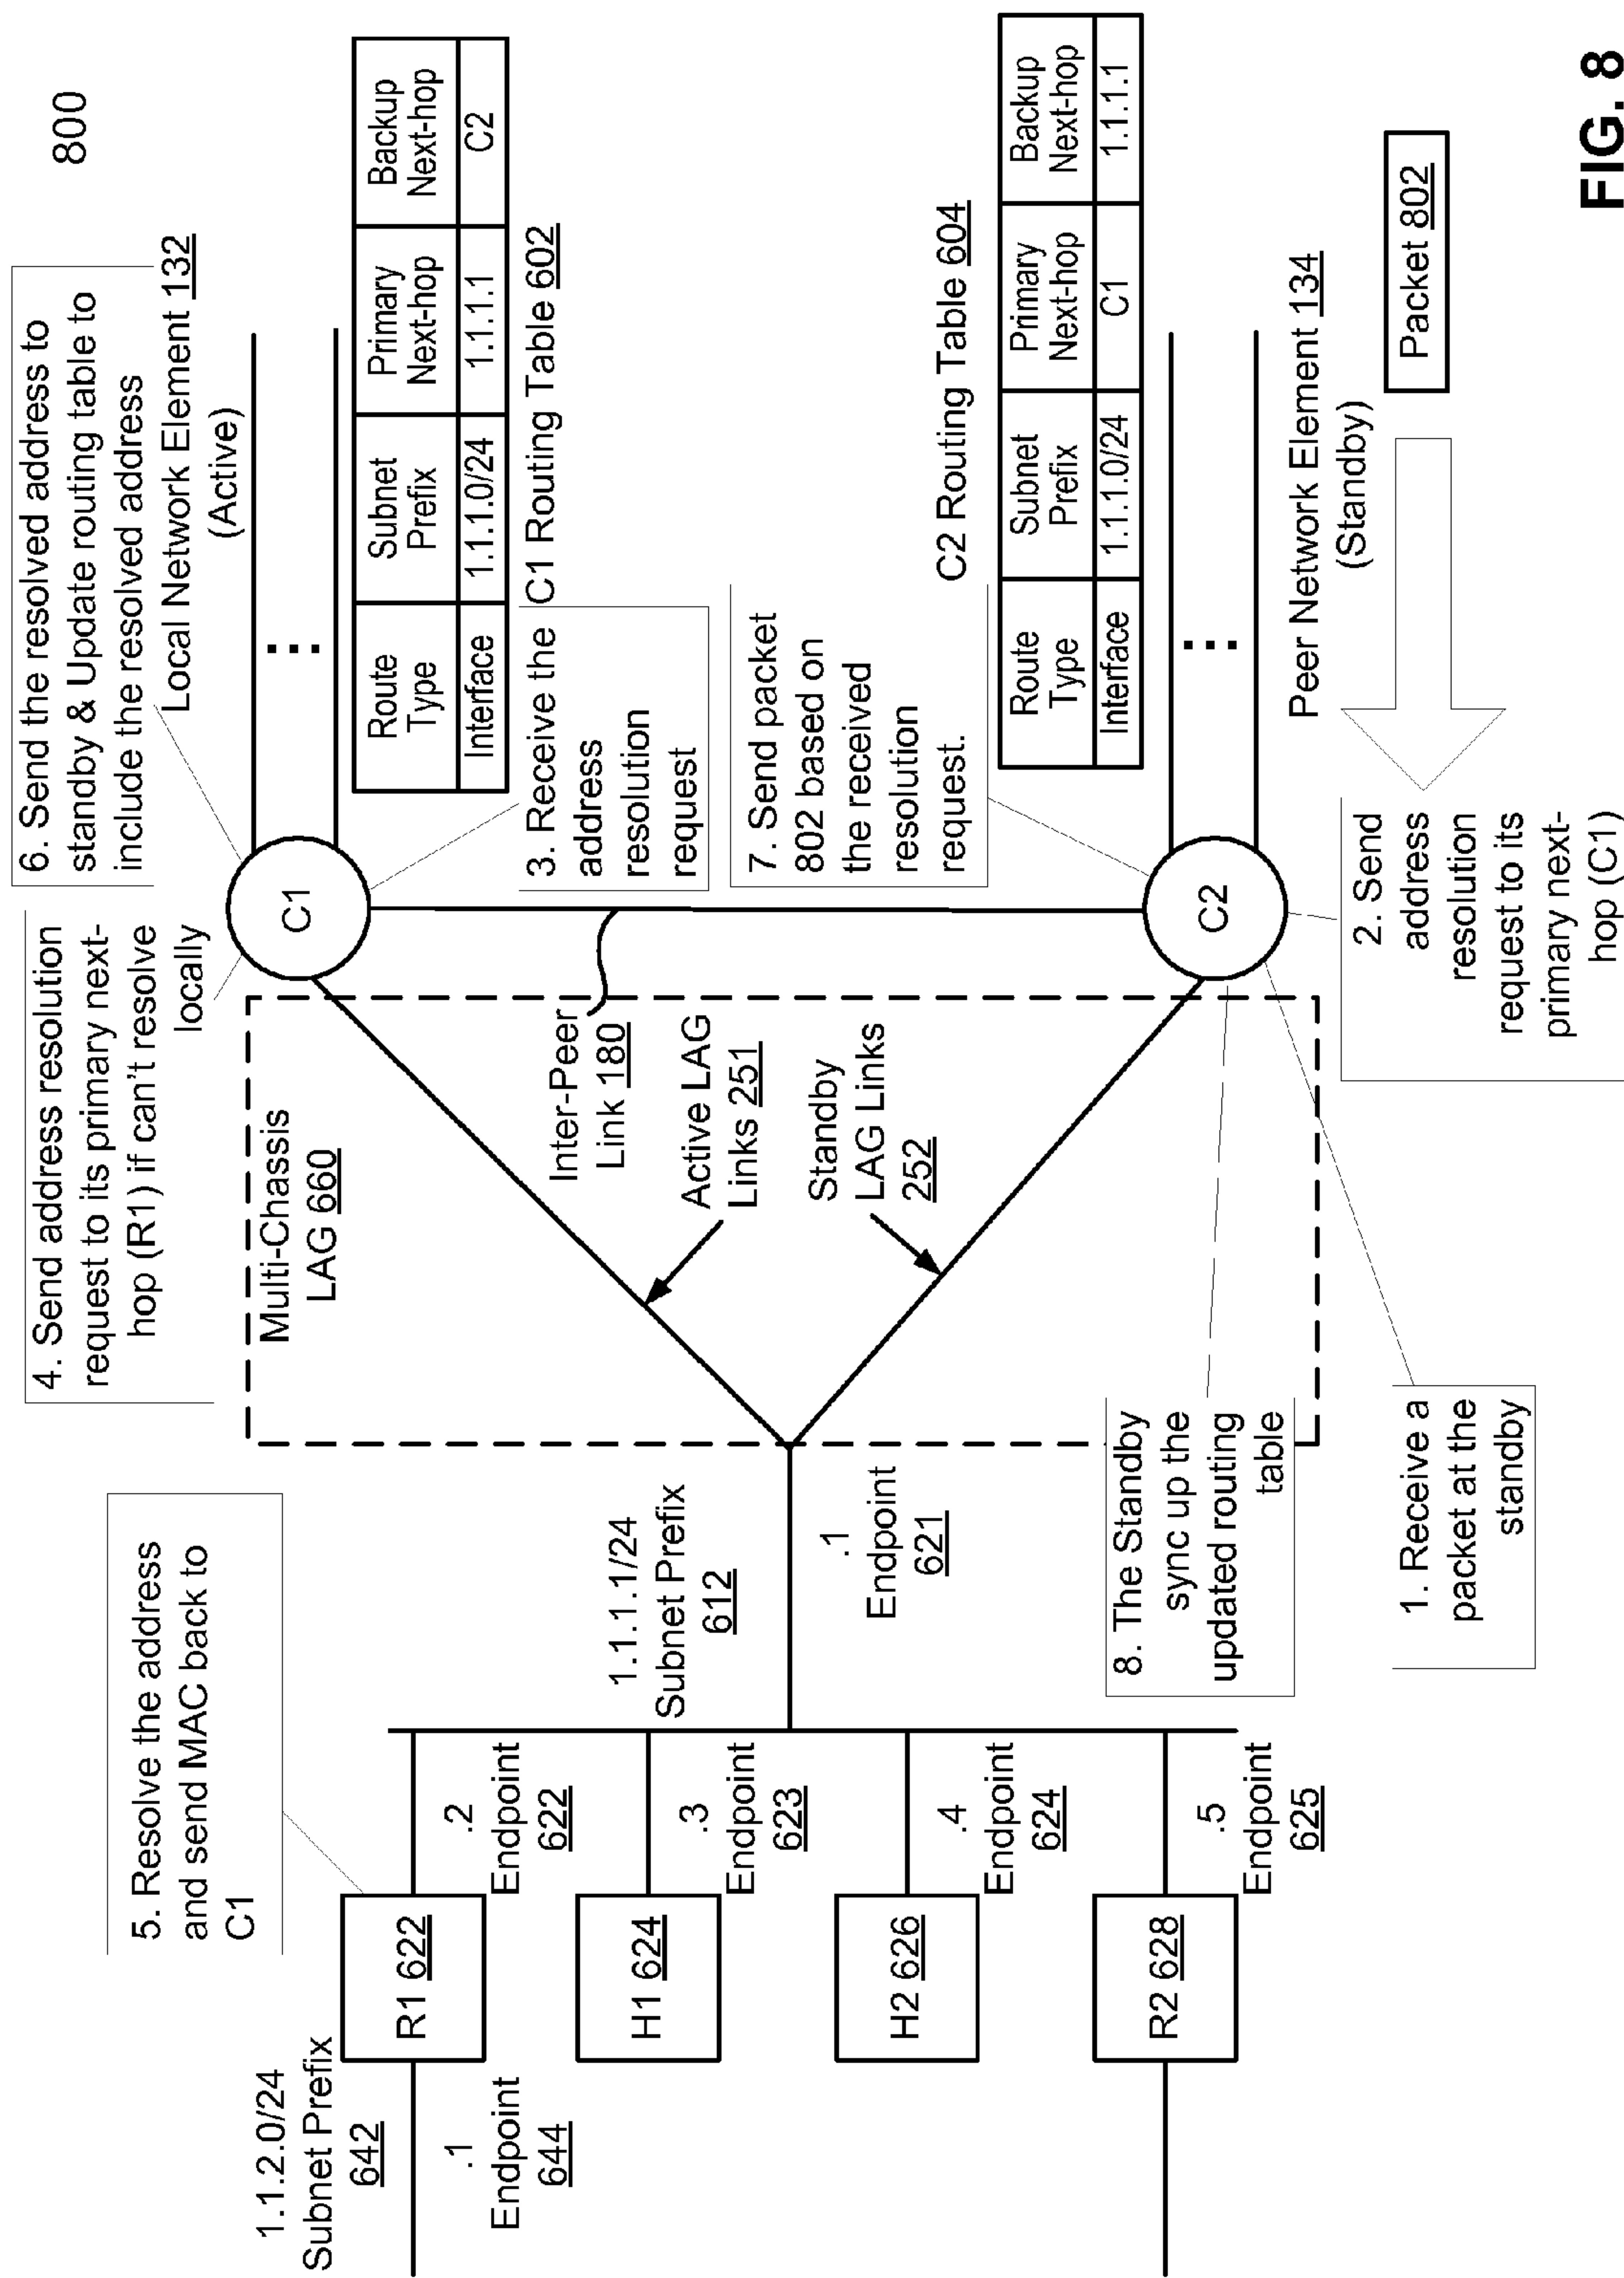 800
6. Send the resolved address to
standby & Update routing table to
include the resolved address
Local Network Element 132
(Active)
4. Send address resolution
request to its primary next-
hop (R1) if can't resolve
locally
C1
...
Route
Type
Subnet
Prefix
Primary
Next-hop
Backup
Next-hop
Interface
1.1.1.0/24
1.1.1.1
C2
C1 Routing Table 602
3. Receive the
address
resolution
request
5. Resolve the address
and send MAC back to
C1
Multi-Chassis
LAG 660
Inter-Peer
Link 180
Active LAG
Links 251
Standby
LAG Links
252
1.1.2.0/24
Subnet Prefix
642
.1
Endpoint
644
R1 622
.2
Endpoint
622
H1 624
.3
Endpoint
623
H2 626
.4
Endpoint
624
R2 628
.5
Endpoint
625
1.1.1.1/24
Subnet Prefix
612
.1
Endpoint
621
7. Send packet
802 based on
the received
resolution
request.
C2 Routing Table 604
Route
Type
Subnet
Prefix
Primary
Next-hop
Backup
Next-hop
Interface
1.1.1.0/24
C1
1.1.1.1
C2
...
Peer Network Element 134
(Standby)
Packet 802
8. The Standby
sync up the
updated routing
table
1. Receive a
packet at the
standby
2. Send
address
resolution
request to its
primary next-
hop (C1)
FIG. 8